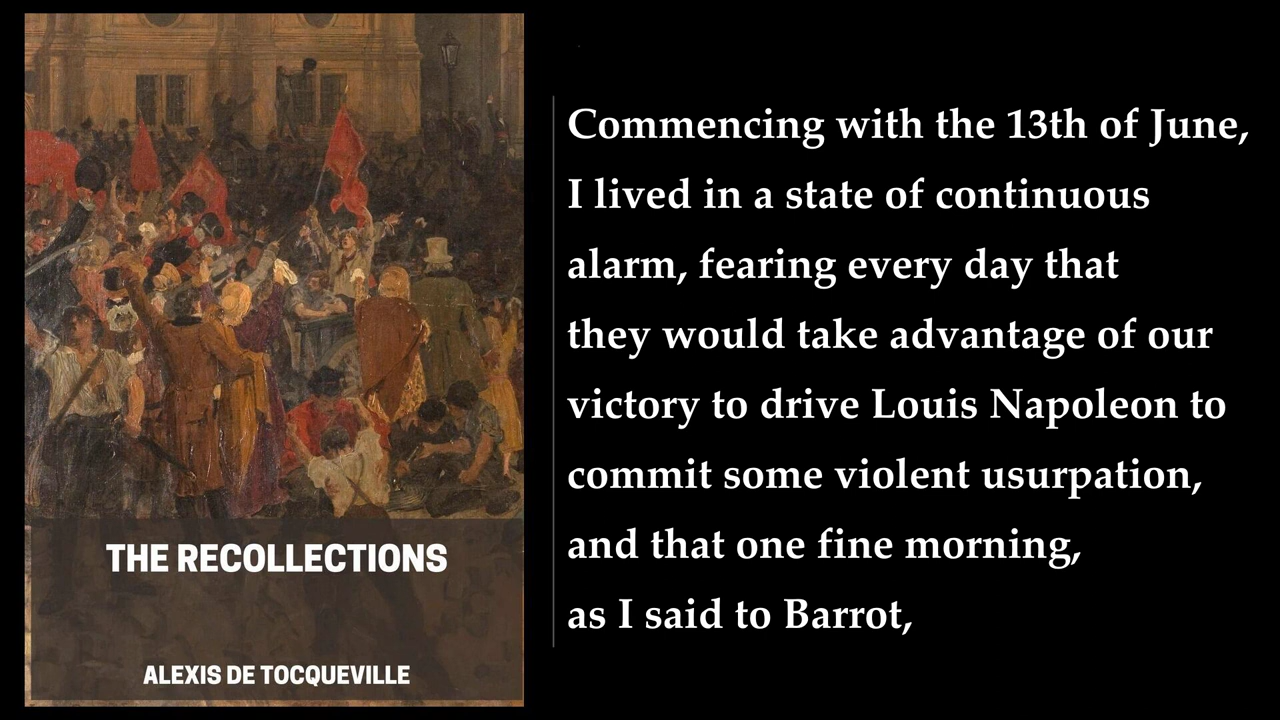 THE RECOLLECTIONS
ALEXIS DE TOCQUEVILLE
Commencing with the 13th of June,
I lived in a state of continuous
alarm, fearing every day that
they would take advantage of our
victory to drive Louis Napoleon to
commit some violent usurpation,
and that one fine morning,
as I said to Barrot,